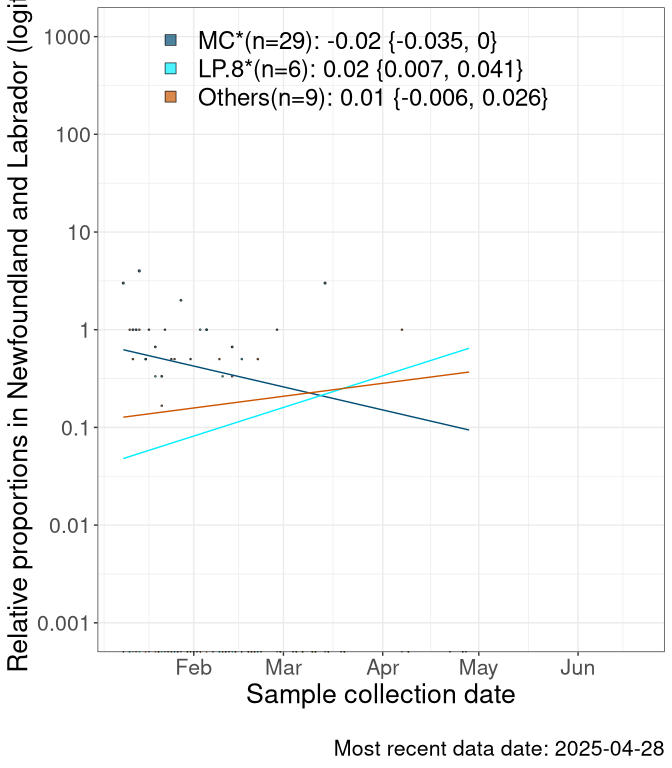 Relative proportions in Newfoundland and Labrador (logit
MC*(n=29): -0.02 {-0.035, 0}
LP.8*(n=6): 0.02 {0.007, 0.041}
Others(n=9): 0.01 {-0.006, 0.026}
1000
100
10
1
0.1
0.01
0.001
Feb Mar Apr May Jun
Sample collection date
Most recent data date: 2025-04-28